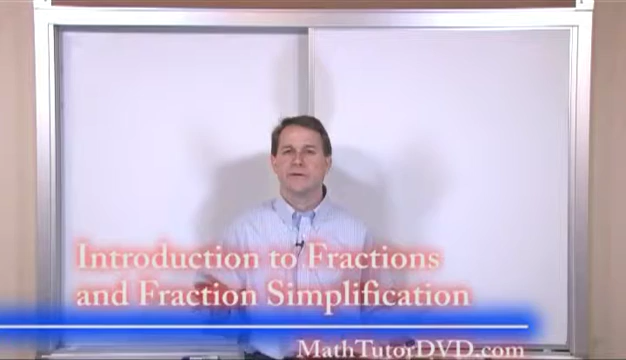 Introduction to Fractions
and Fraction Simplification
MathTutorDVD.com